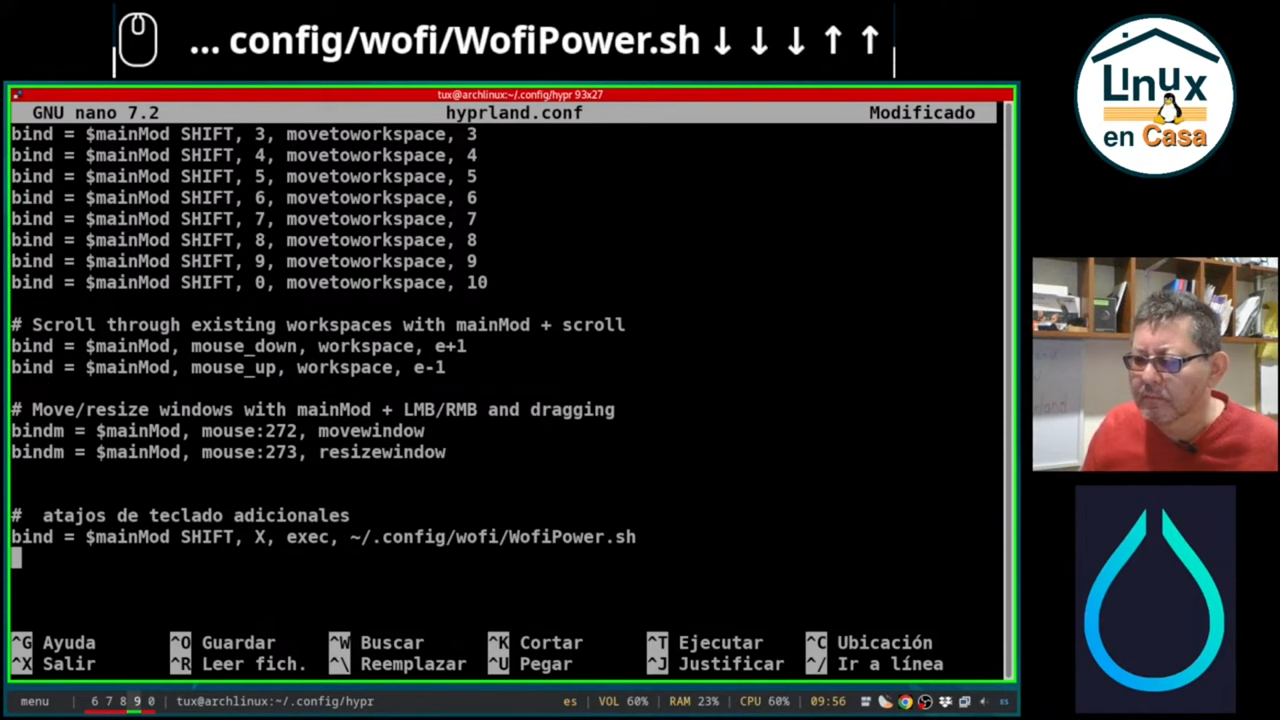 ... config/wofi/WofiPower.sh ↓ ↓ ↓ ↑ ↑
tux@archlinux:~/.config/hypr 93x27
GNU nano 7.2 hyprland.conf Modificado
bind = $mainMod SHIFT, 3, movetoworkspace, 3
bind = $mainMod SHIFT, 4, movetoworkspace, 4
bind = $mainMod SHIFT, 5, movetoworkspace, 5
bind = $mainMod SHIFT, 6, movetoworkspace, 6
bind = $mainMod SHIFT, 7, movetoworkspace, 7
bind = $mainMod SHIFT, 8, movetoworkspace, 8
bind = $mainMod SHIFT, 9, movetoworkspace, 9
bind = $mainMod SHIFT, 0, movetoworkspace, 10
# Scroll through existing workspaces with mainMod + scroll
bind = $mainMod, mouse_down, workspace, e+1
bind = $mainMod, mouse_up, workspace, e-1
# Move/resize windows with mainMod + LMB/RMB and dragging
bindm = $mainMod, mouse:272, movewindow
bindm = $mainMod, mouse:273, resizewindow
#  atajos de teclado adicionales
bind = $mainMod SHIFT, X, exec, ~/.config/wofi/WofiPower.sh
^G Ayuda ^O Guardar ^W Buscar ^K Cortar ^T Ejecutar ^C Ubicación
^X Salir ^R Leer fich. ^\ Reemplazar ^U Pegar ^J Justificar ^/ Ir a línea
menu | 6 7 8 9 0 | tux@archlinux:~/.config/hypr es | VOL 60% | RAM 23% | CPU 60% | 09:56 ES
Linux
en Casa